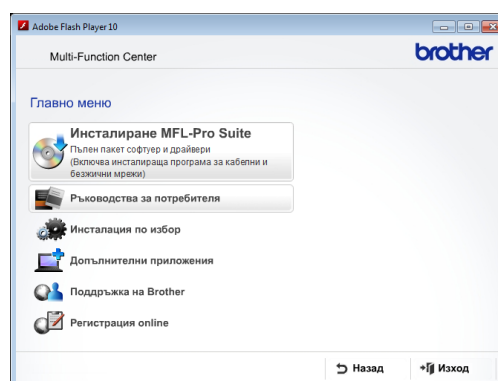 Adobe Flash Player 10
Multi-Function Center
brother
Главно меню
Инсталиране MFL-Pro Suite
Пълен пакет софтуер и драйвери
(Включва инсталираща програма за кабелни и
безжични мрежи)
Ръководства за потребителя
Инсталация по избор
Допълнителни приложения
Поддръжка на Brother
Регистрация online
Назад
Изход